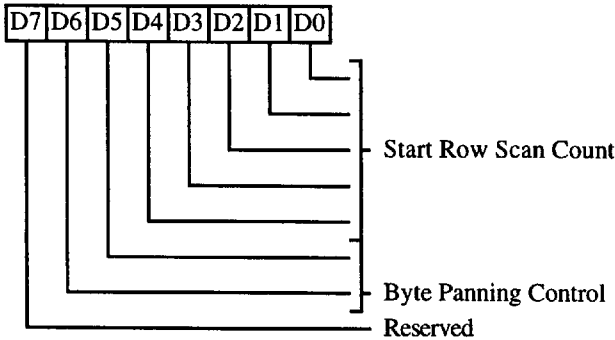 D7 D6 D5 D4 D3 D2 D1 D0
Start Row Scan Count
Byte Panning Control
Reserved